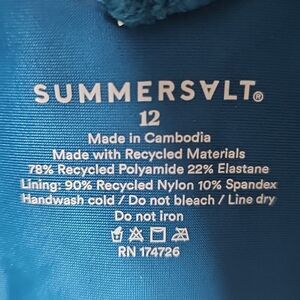 SUMMERSALT®
12
Made in Cambodia
Made with Recycled Materials
78% Recycled Polyamide 22% Elastane
Lining: 90% Recycled Nylon 10% Spandex
Handwash cold / Do not bleach / Line dry
Do not iron
RN 174726